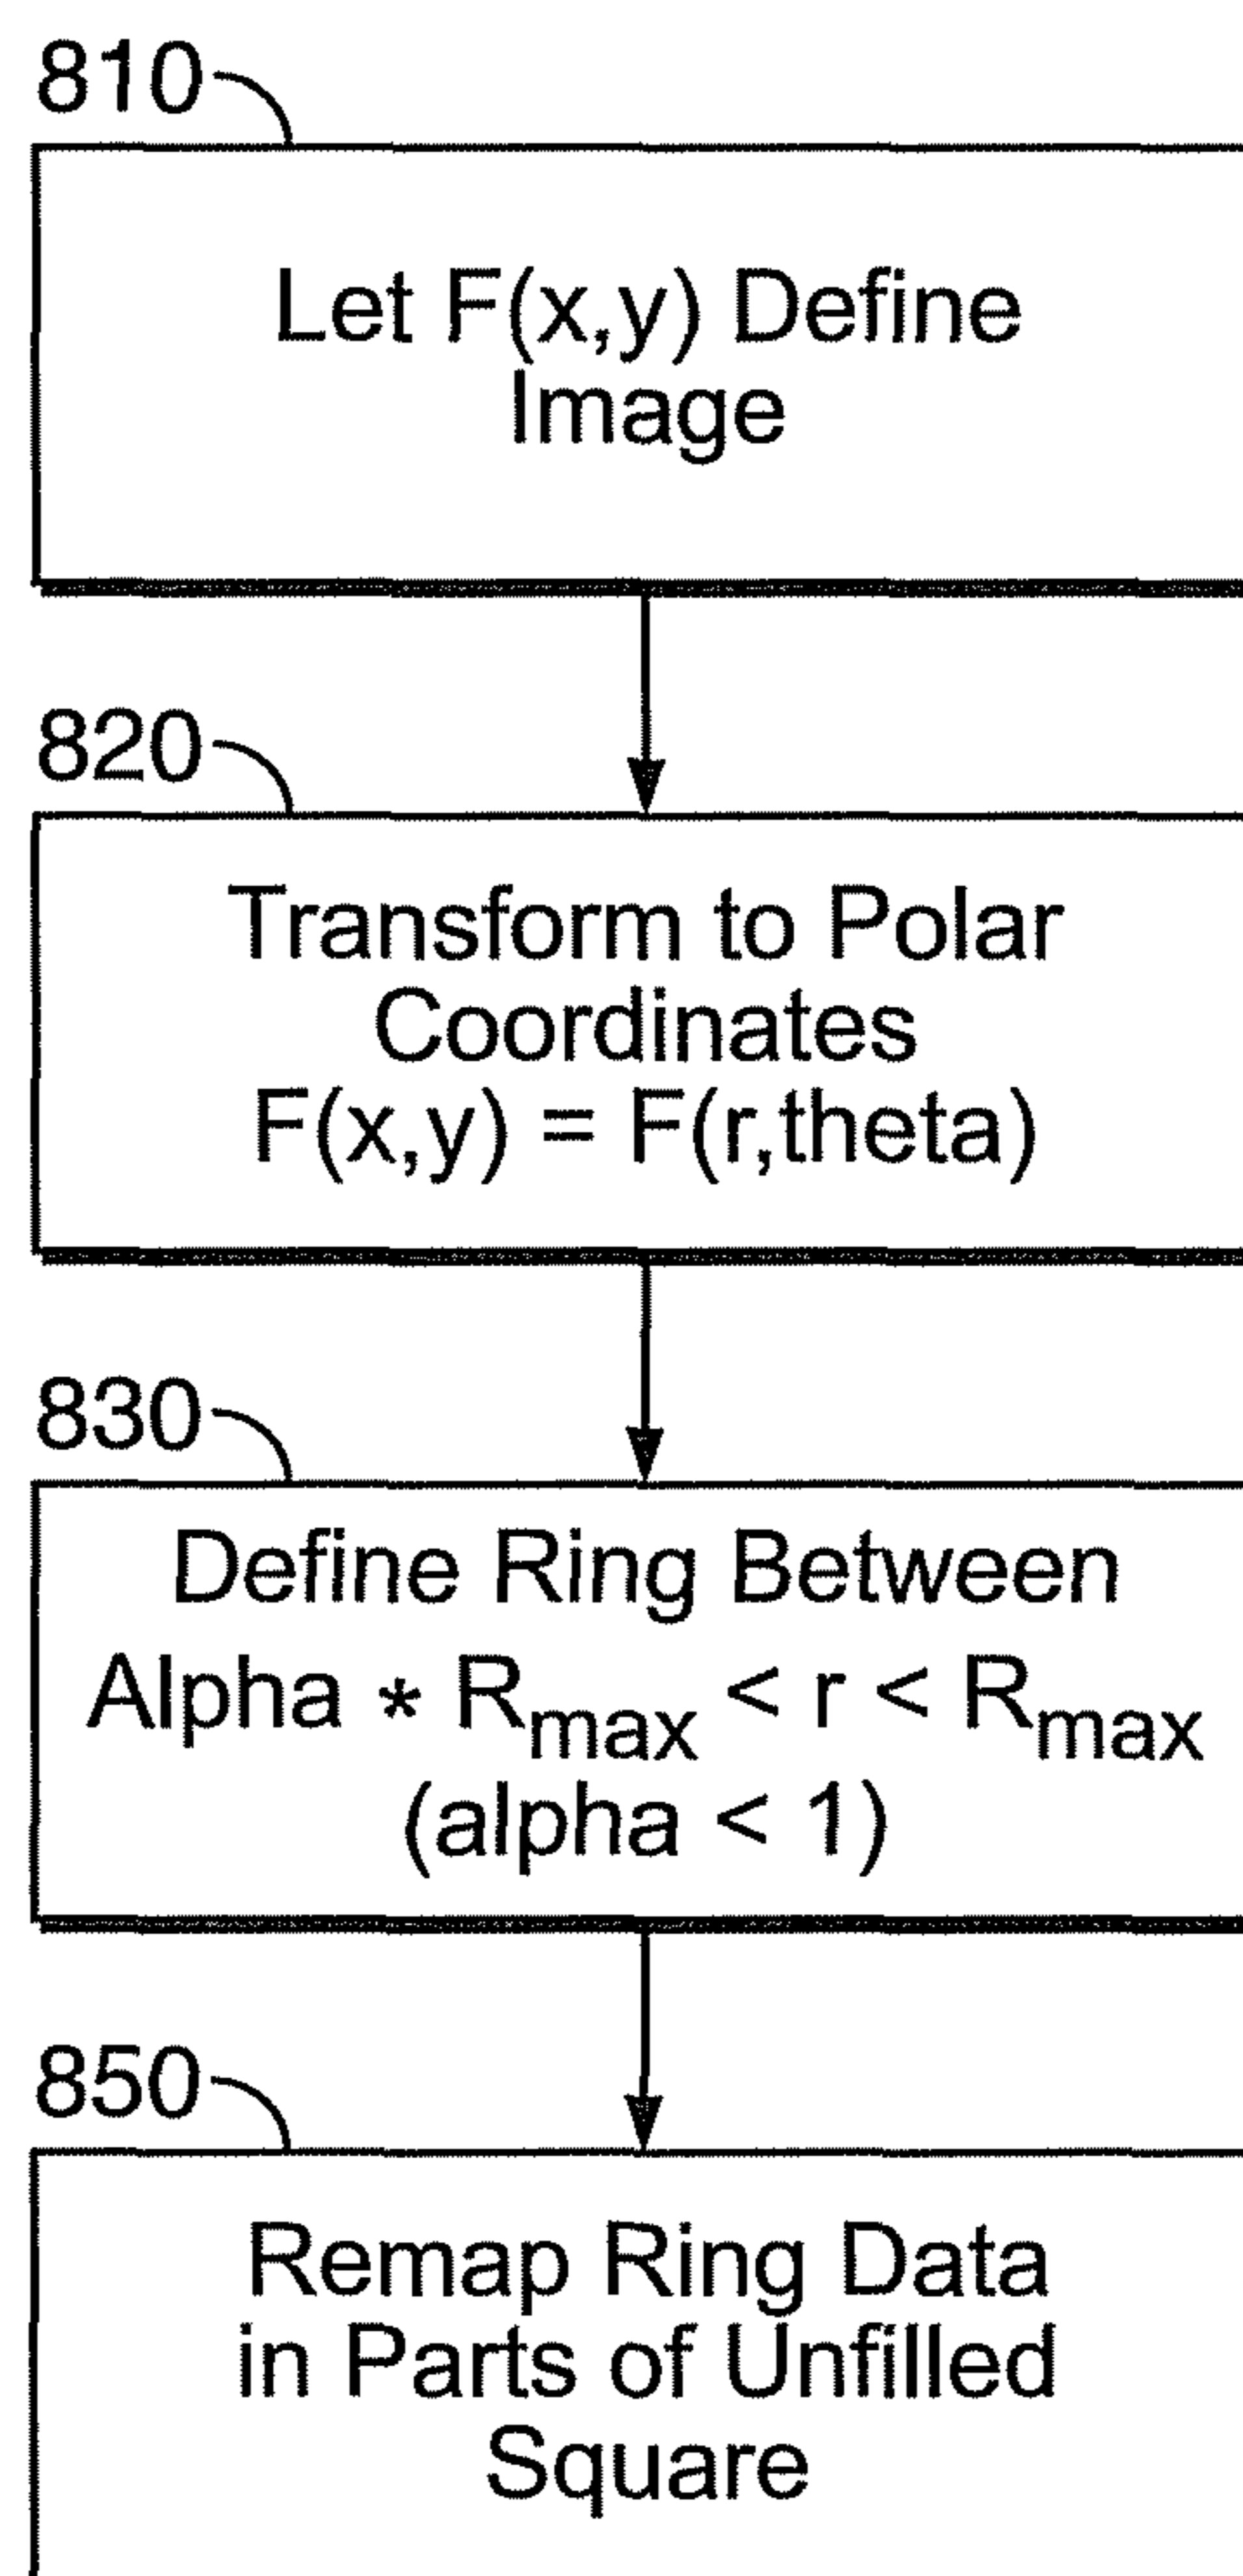 810
Let F(x,y) Define
Image
820
Transform to Polar
Coordinates
F(x,y) = F(r,theta)
830
Define Ring Between
Alpha * Rmax < r < Rmax
(alpha < 1)
850
Remap Ring Data
in Parts of Unfilled
Square